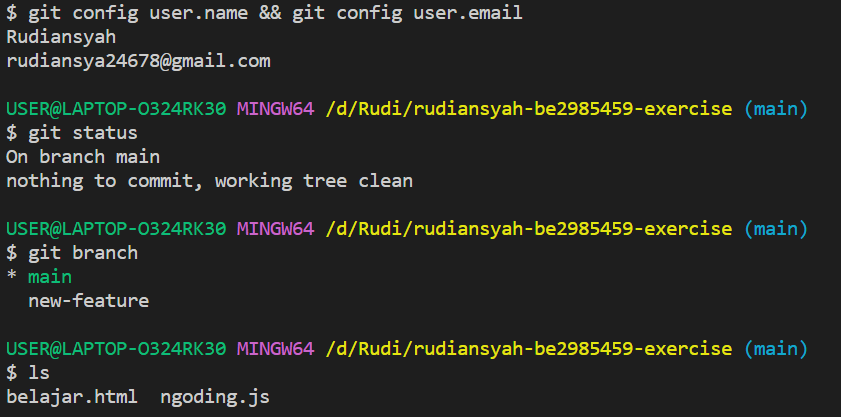 $ git config user.name && git config user.email
Rudiansyah
rudiansya24678@gmail.com
USER@LAPTOP-O324RK30 MINGW64 /d/Rudi/rudiansyah-be2985459-exercise (main)
$ git status
On branch main
nothing to commit, working tree clean
USER@LAPTOP-O324RK30 MINGW64 /d/Rudi/rudiansyah-be2985459-exercise (main)
$ git branch
* main
  new-feature
USER@LAPTOP-O324RK30 MINGW64 /d/Rudi/rudiansyah-be2985459-exercise (main)
$ ls
belajar.html  ngoding.js